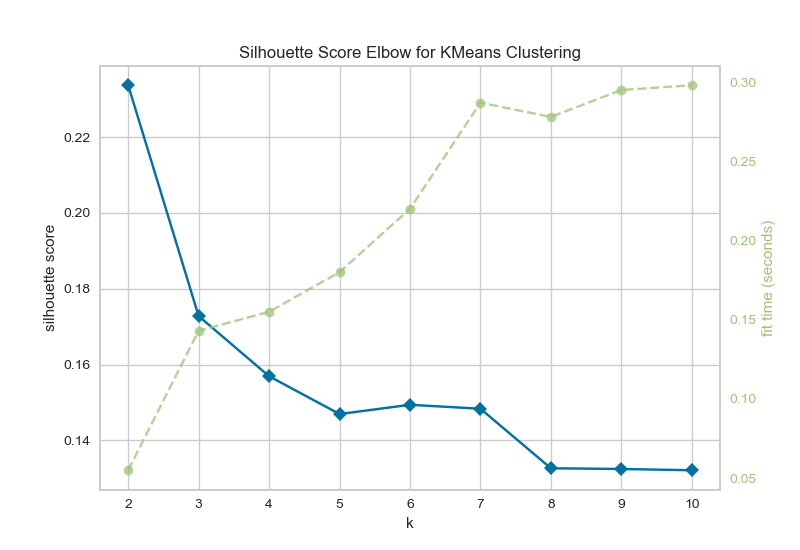 Silhouette Score Elbow for KMeans Clustering
silhouette score
0.22
0.20
0.18
0.16
0.14
0.30
0.25
0.20
0.15
0.10
0.05
fit time (seconds)
2 3 4 5 6 7 8 9 10
k